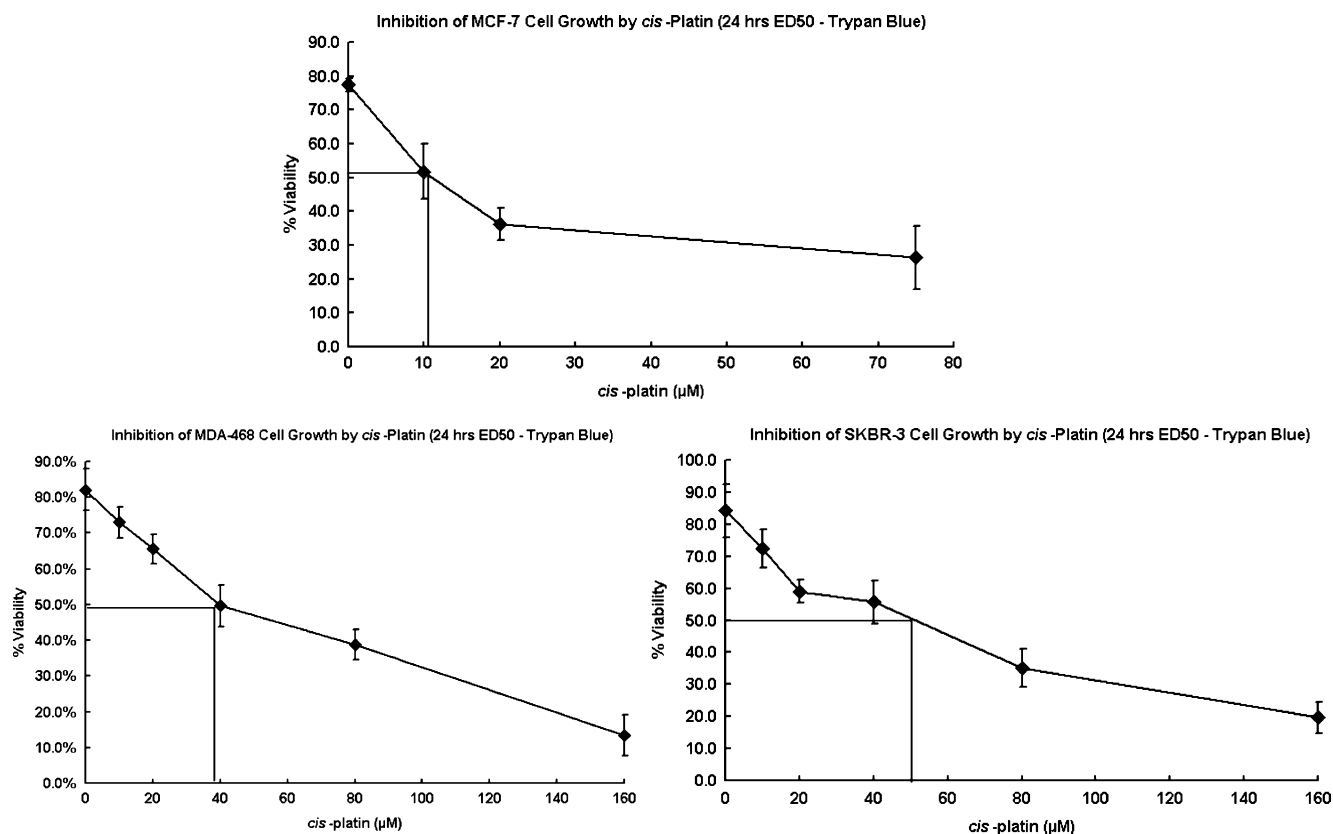 Inhibition of MCF-7 Cell Growth by cis -Platin (24 hrs ED50 - Trypan Blue)
90.0
80.0
70.0
60.0
50.0
40.0
30.0
20.0
10.0
0.0
% Viability
0 10 20 30 40 50 60 70 80
cis -platin (µM)
Inhibition of MDA-468 Cell Growth by cis -Platin (24 hrs ED50 - Trypan Blue)
90.0%
80.0%
70.0%
60.0%
50.0%
40.0%
30.0%
20.0%
10.0%
0.0%
% Viability
0 20 40 60 80 100 120 140 160
cis -platin (µM)
Inhibition of SKBR-3 Cell Growth by cis -Platin (24 hrs ED50 - Trypan Blue)
100.0
90.0
80.0
70.0
60.0
50.0
40.0
30.0
20.0
10.0
0.0
% Viability
0 20 40 60 80 100 120 140 160
cis -platin (µM)